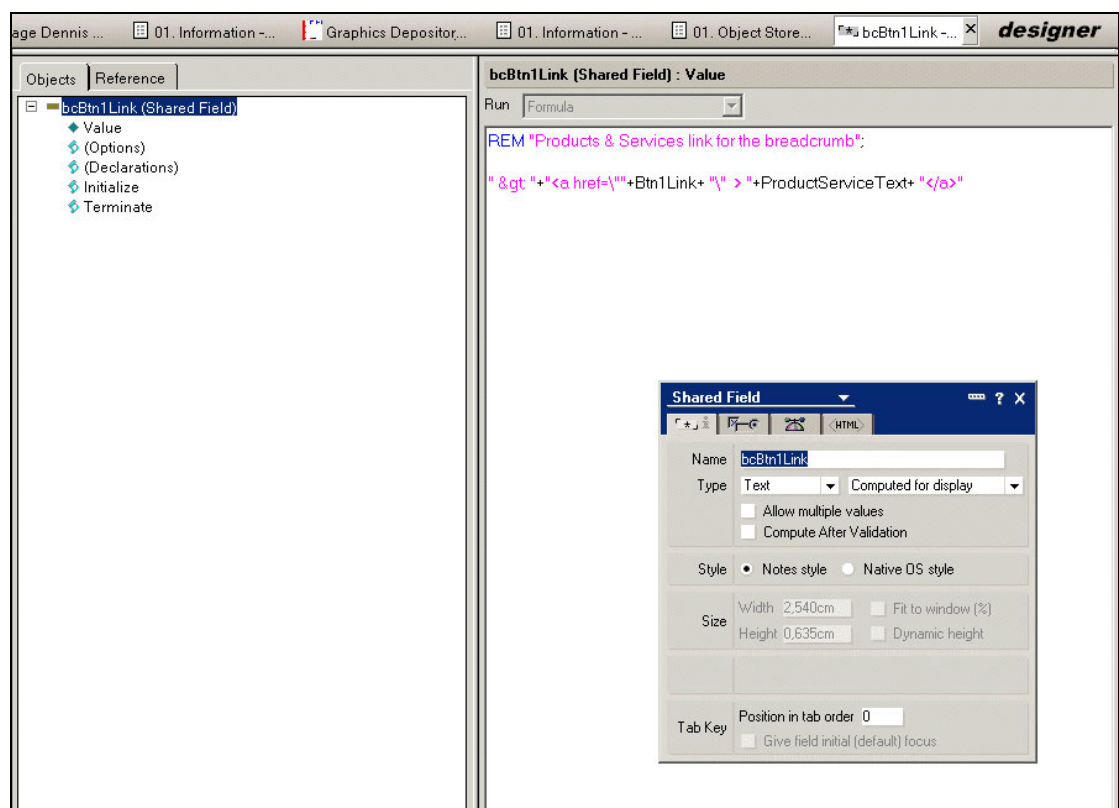 age Dennis ... 01. Information -... Graphics Depositor... 01. Information - ... 01. Object Store... bcBtn1Link -... designer
Objects Reference
bcBtn1Link (Shared Field)
Value
(Options)
(Declarations)
Initialize
Terminate
bcBtn1Link (Shared Field) : Value
Run Formula
REM "Products & Services link for the breadcrumb";
" &gt "+"<a href=\""+Btn1Link+ "\" > "+ProductServiceText+ "</a>"
Shared Field
<HTML>
Name bcBtn1Link
Type Text Computed for display
Allow multiple values
Compute After Validation
Style Notes style Native OS style
Size
Width 2,540cm Fit to window (%)
Height 0,635cm Dynamic height
Tab Key
Position in tab order 0
Give field initial (default) focus